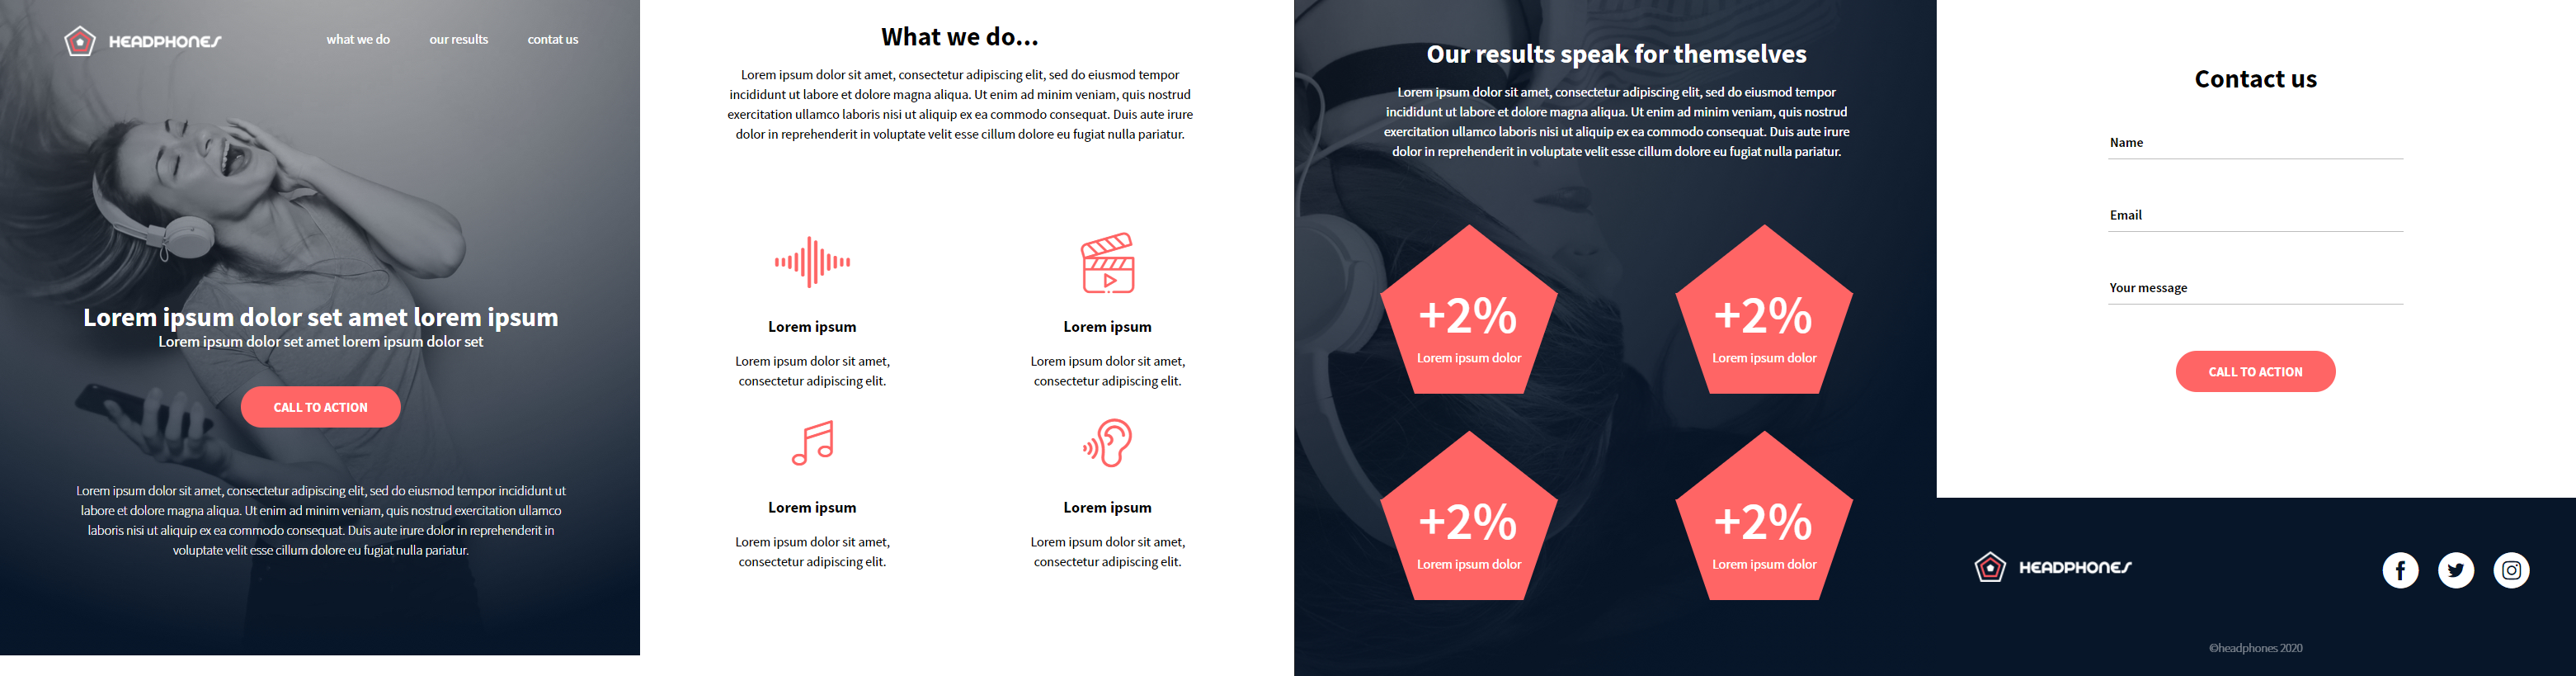 HEADPHONES
what we do
our results
contat us
Lorem ipsum dolor set amet lorem ipsum
Lorem ipsum dolor set amet lorem ipsum dolor set
CALL TO ACTION
Lorem ipsum dolor sit amet, consectetur adipiscing elit, sed do eiusmod tempor incididunt ut
labore et dolore magna aliqua. Ut enim ad minim veniam, quis nostrud exercitation ullamco
laboris nisi ut aliquip ex ea commodo consequat. Duis aute irure dolor in reprehenderit in
voluptate velit esse cillum dolore eu fugiat nulla pariatur.
What we do...
Lorem ipsum dolor sit amet, consectetur adipiscing elit, sed do eiusmod tempor
incididunt ut labore et dolore magna aliqua. Ut enim ad minim veniam, quis nostrud
exercitation ullamco laboris nisi ut aliquip ex ea commodo consequat. Duis aute irure
dolor in reprehenderit in voluptate velit esse cillum dolore eu fugiat nulla pariatur.
Lorem ipsum
Lorem ipsum dolor sit amet,
consectetur adipiscing elit.
Lorem ipsum
Lorem ipsum dolor sit amet,
consectetur adipiscing elit.
Lorem ipsum
Lorem ipsum dolor sit amet,
consectetur adipiscing elit.
Lorem ipsum
Lorem ipsum dolor sit amet,
consectetur adipiscing elit.
Our results speak for themselves
Lorem ipsum dolor sit amet, consectetur adipiscing elit, sed do eiusmod tempor
incididunt ut labore et dolore magna aliqua. Ut enim ad minim veniam, quis nostrud
exercitation ullamco laboris nisi ut aliquip ex ea commodo consequat. Duis aute irure
dolor in reprehenderit in voluptate velit esse cillum dolore eu fugiat nulla pariatur.
+2%
Lorem ipsum dolor
+2%
Lorem ipsum dolor
+2%
Lorem ipsum dolor
+2%
Lorem ipsum dolor
Contact us
Name
Email
Your message
CALL TO ACTION
HEADPHONES
©headphones 2020